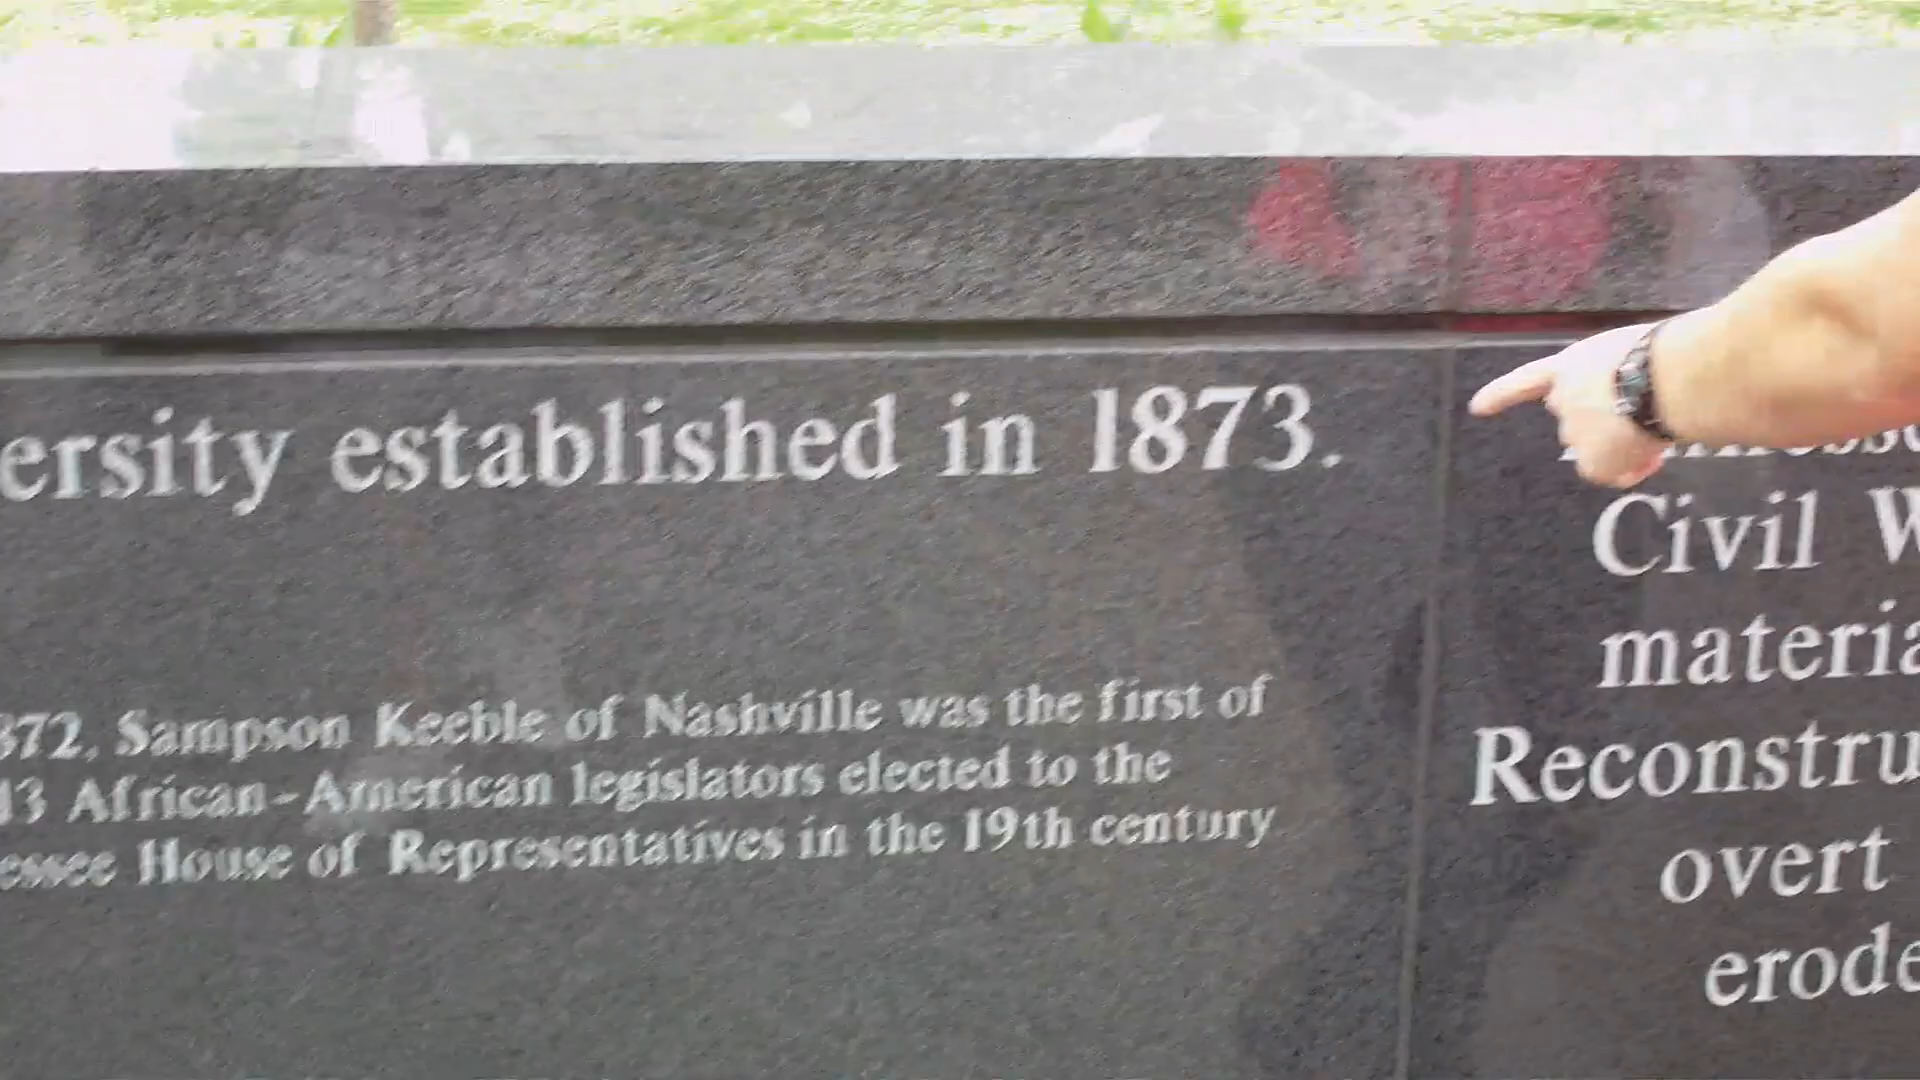 ersity established in 1873.
872, Sampson Keeble of Nashville was the first of
13 African-American legislators elected to the
essee House of Representatives in the 19th century
Civil W
materia
Reconstru
overt
erode